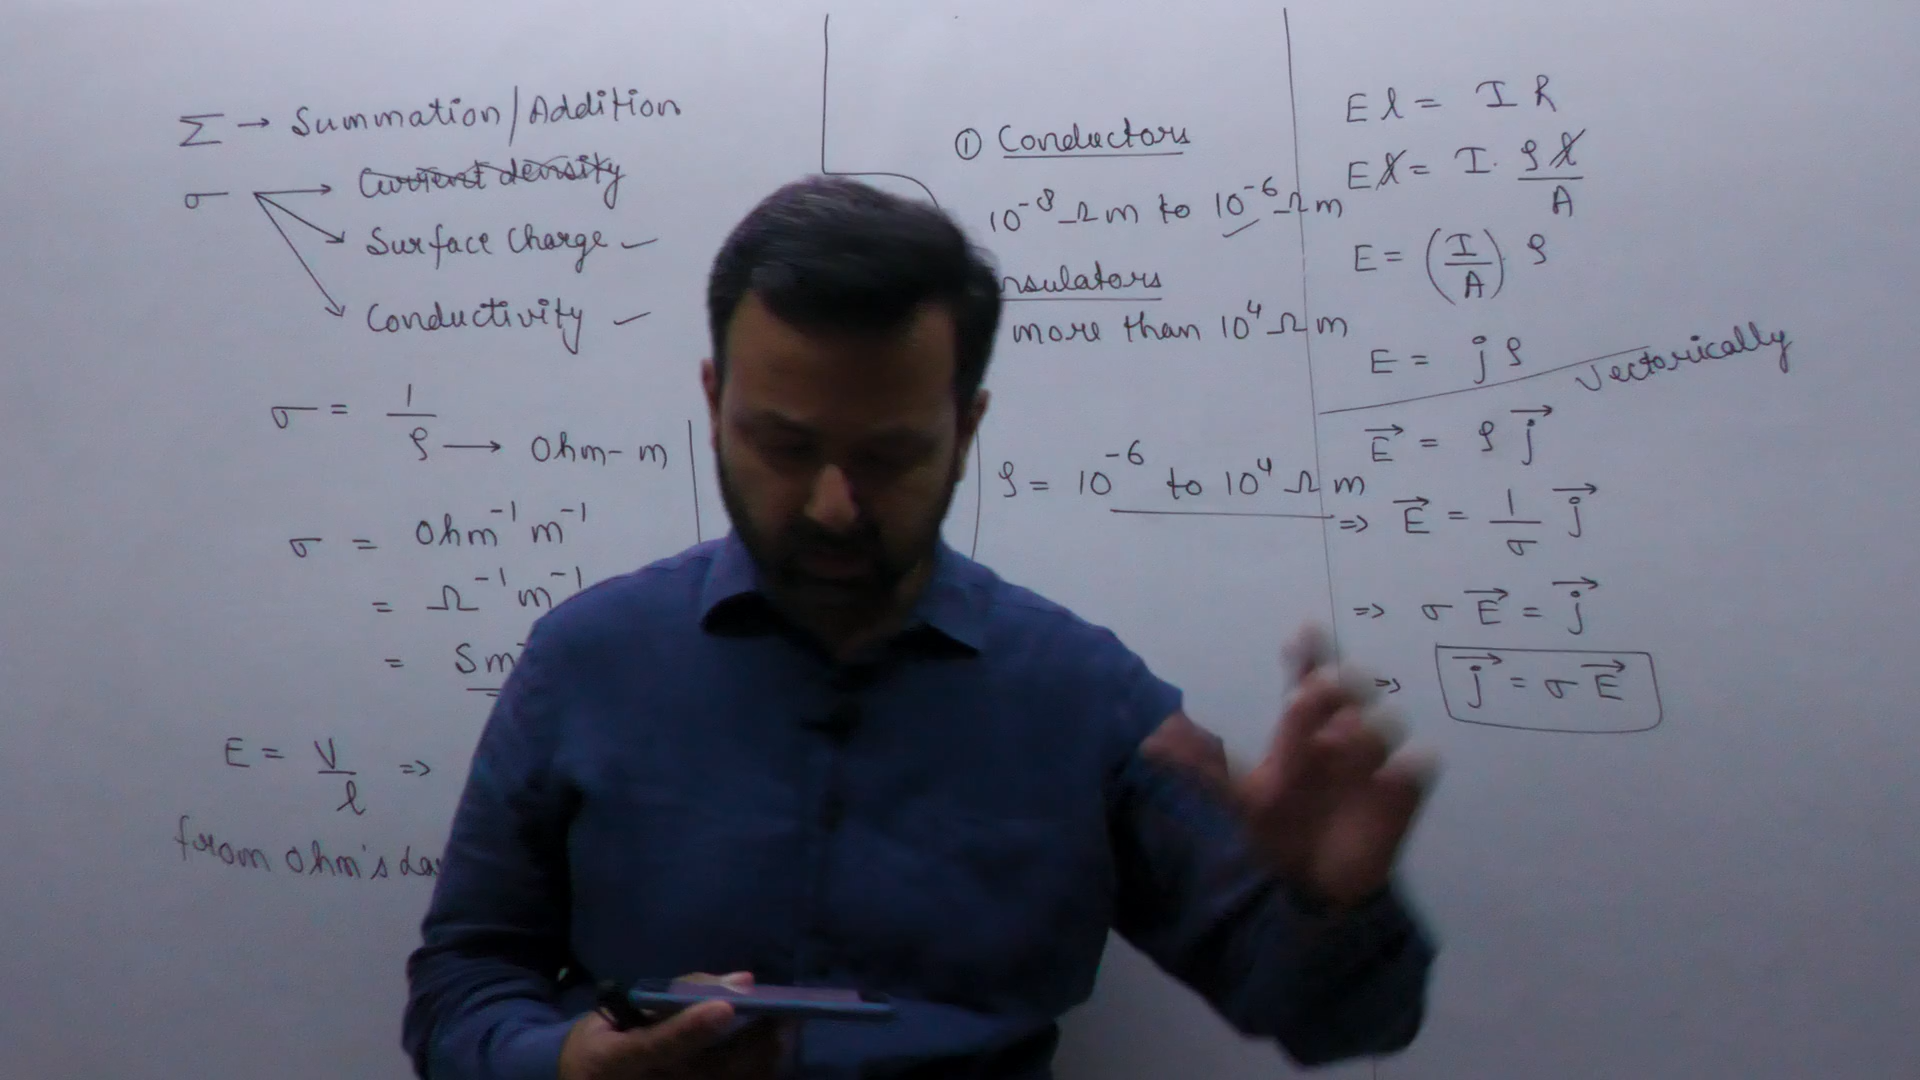 Σ → Summation/Addition
σ → Current density
Surface Charge
Conductivity
σ = 1/ρ → Ohm-m
σ = Ohm⁻¹ m⁻¹
= Ω⁻¹ m⁻¹
= Sm
E = V/l ⇒
from Ohm's
① Conductors
10⁻⁸ Ωm to 10⁻⁶ Ωm
nsulators
more than 10⁴ Ωm
ρ = 10⁻⁶ to 10⁴ Ωm
El = IR
El = I·ρl/A
E = (I/A) ρ
E = jρ
Vectorically
E⃗ = ρ j⃗
⇒ E⃗ = 1/σ j⃗
⇒ σ E⃗ = j⃗
⇒ j⃗ = σ E⃗